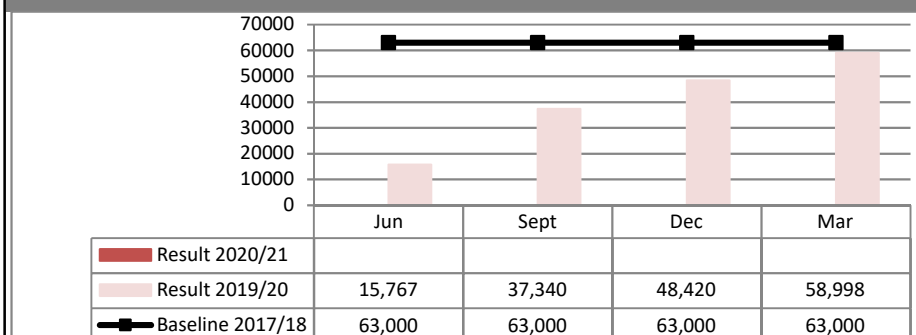 70000
60000
50000
40000
30000
20000
10000
0
Jun Sept Dec Mar
Result 2020/21
Result 2019/20 15,767 37,340 48,420 58,998
Baseline 2017/18 63,000 63,000 63,000 63,000